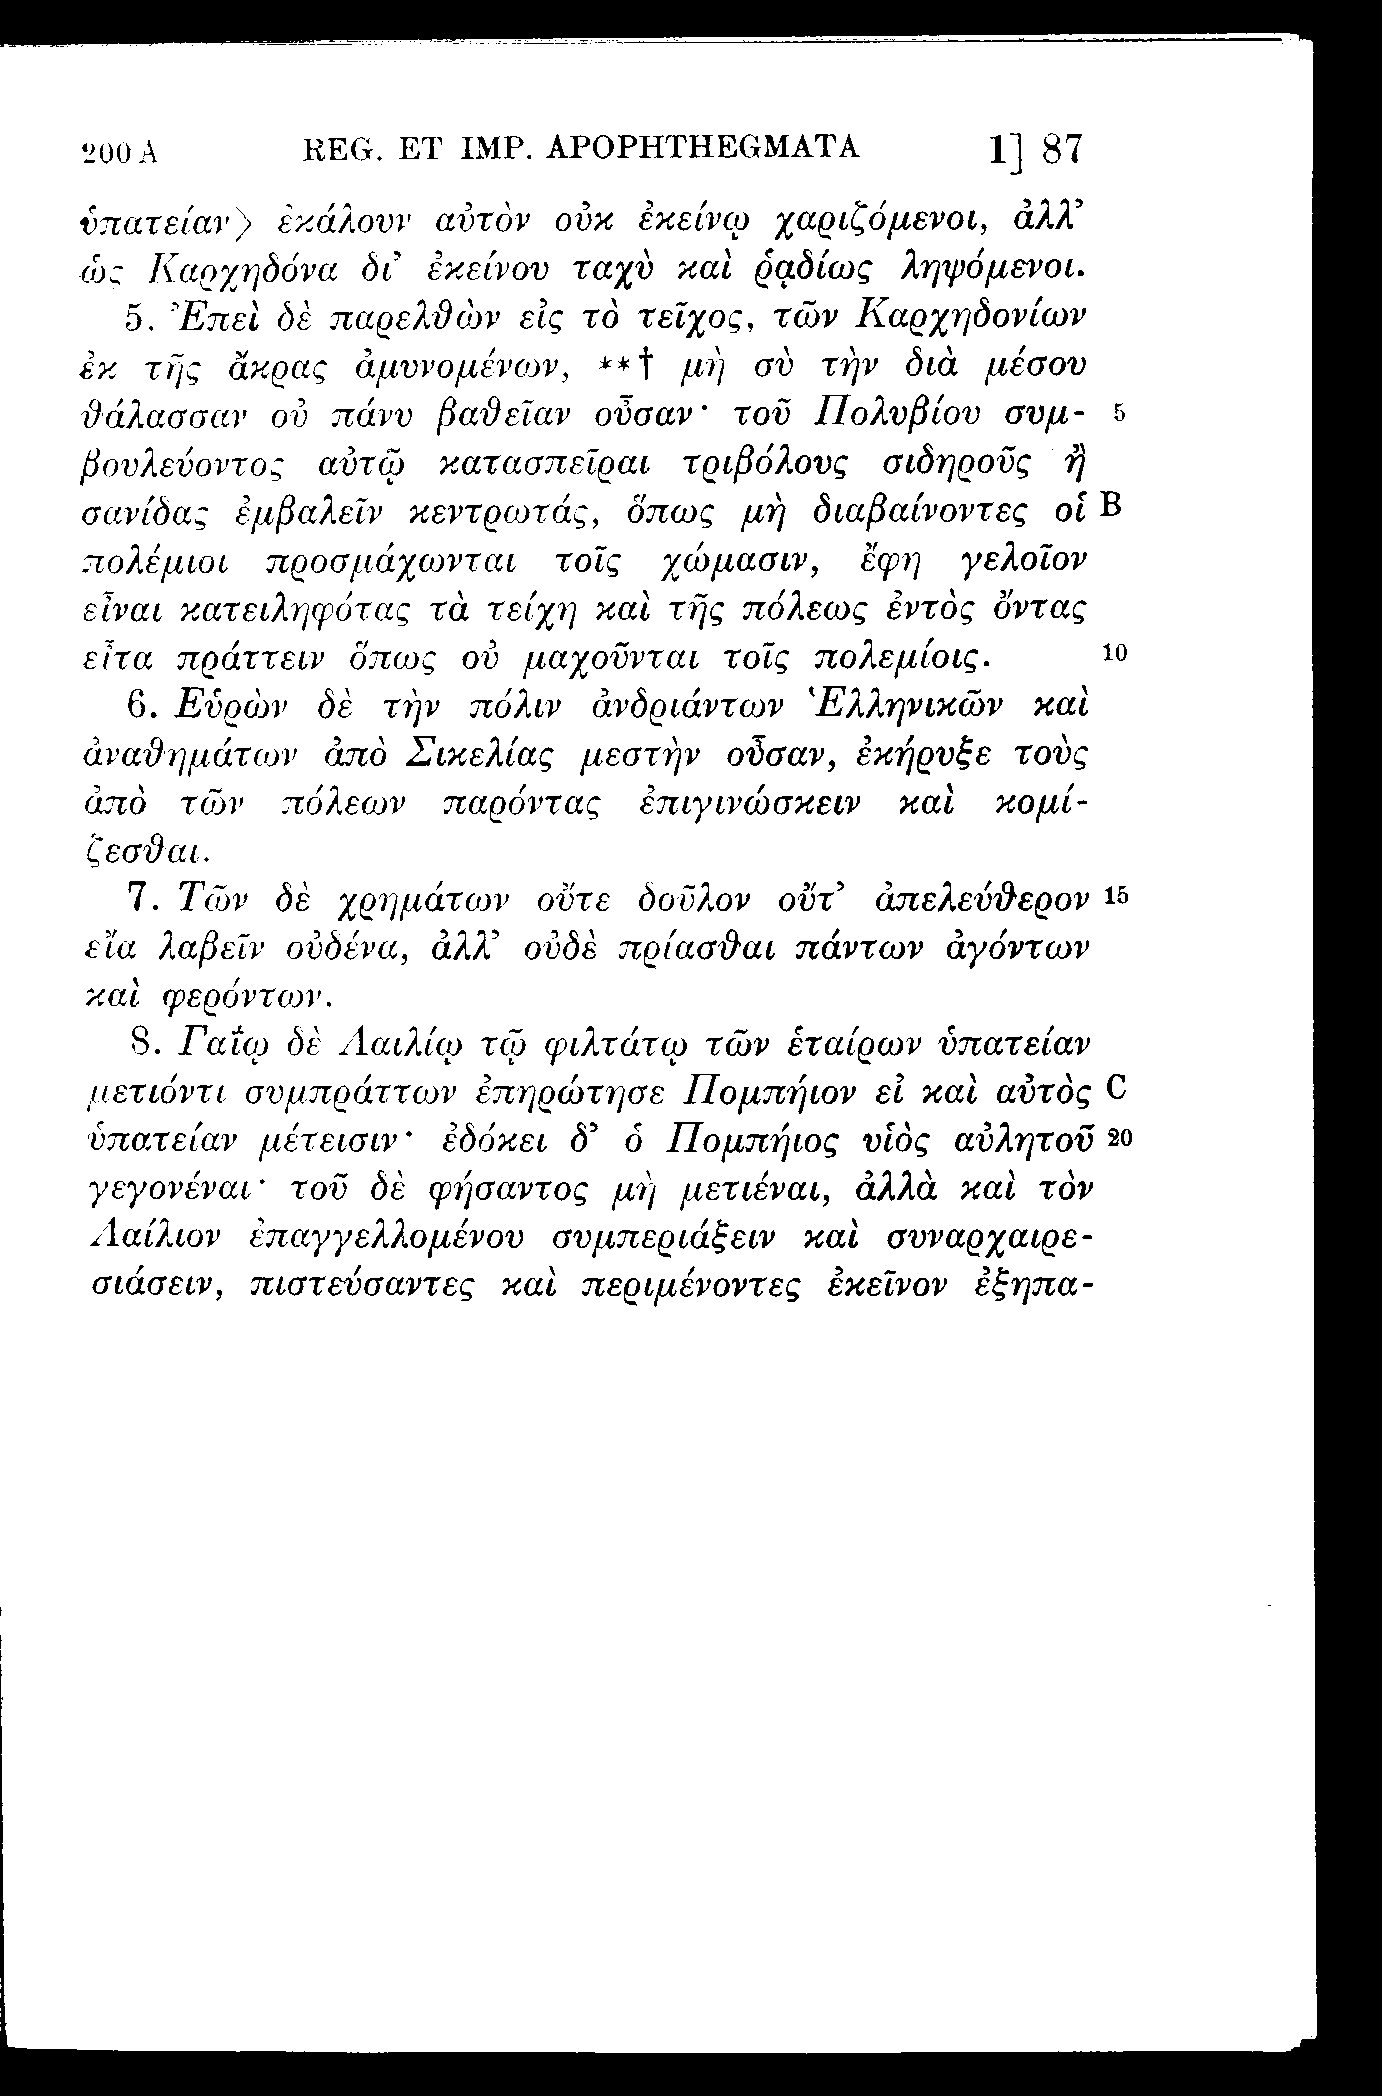 200 A REG. ET IMP. APOPHTHEGMATA 1] 87
ὑπατείαν⟩ ἐκάλουν αὐτὸν οὐκ ἐκείνῳ χαριζόμενοι, ἀλλ’
ὡς Καρχηδόνα δι’ ἐκείνου ταχὺ καὶ ῥᾳδίως ληψόμενοι.
5. Ἐπεὶ δὲ παρελθὼν εἰς τὸ τεῖχος, τῶν Καρχηδονίων
ἐκ τῆς ἄκρας ἀμυνομένων, **† μὴ σὺ τὴν διὰ μέσου
θάλασσαν οὐ πάνυ βαθεῖαν οὖσαν· τοῦ Πολυβίου συμ- 5
βουλεύοντος αὐτῷ κατασπεῖραι τριβόλους σιδηροῦς ἢ
σανίδας ἐμβαλεῖν κεντρωτάς, ὅπως μὴ διαβαίνοντες οἱ B
πολέμιοι προσμάχωνται τοῖς χώμασιν, ἔφη γελοῖον
εἶναι κατειληφότας τὰ τείχη καὶ τῆς πόλεως ἐντὸς ὄντας
εἶτα πράττειν ὅπως οὐ μαχοῦνται τοῖς πολεμίοις. 10
6. Εὑρὼν δὲ τὴν πόλιν ἀνδριάντων Ἑλληνικῶν καὶ
ἀναθημάτων ἀπὸ Σικελίας μεστὴν οὖσαν, ἐκήρυξε τοὺς
ἀπὸ τῶν πόλεων παρόντας ἐπιγινώσκειν καὶ κομί-
ζεσθαι.
7. Τῶν δὲ χρημάτων οὔτε δοῦλον οὔτ’ ἀπελεύθερον 15
εἴα λαβεῖν οὐδένα, ἀλλ’ οὐδὲ πρίασθαι πάντων ἀγόντων
καὶ φερόντων.
8. Γαΐῳ δὲ Λαιλίῳ τῷ φιλτάτῳ τῶν ἑταίρων ὑπατείαν
μετιόντι συμπράττων ἐπηρώτησε Πομπήιον εἰ καὶ αὐτὸς C
ὑπατείαν μέτεισιν· ἐδόκει δ’ ὁ Πομπήιος υἱὸς αὐλητοῦ 20
γεγονέναι· τοῦ δὲ φήσαντος μὴ μετιέναι, ἀλλὰ καὶ τὸν
Λαίλιον ἐπαγγελλομένου συμπεριάξειν καὶ συναρχαιρε-
σιάσειν, πιστεύσαντες καὶ περιμένοντες ἐκεῖνον ἐξηπα-